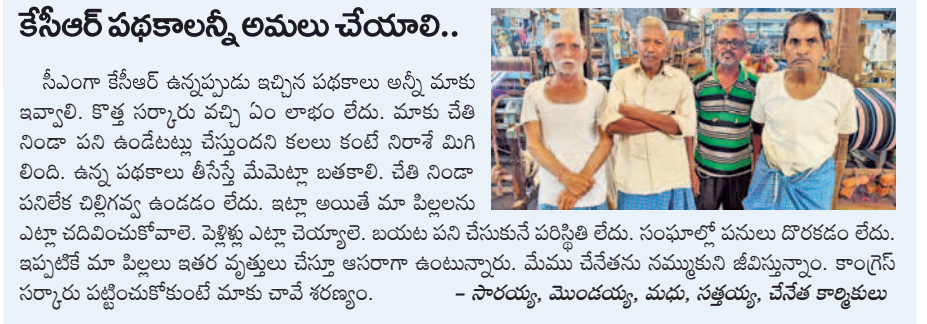 కేసీఆర్ పథకాలన్నీ అమలు చేయాలి..
సీఎంగా కేసీఆర్ ఉన్నప్పుడు ఇచ్చిన పథకాలు అన్నీ మాకు
ఇవ్వాలి. కొత్త సర్కారు వచ్చి ఏం లాభం లేదు. మాకు చేతి
నిండా పని ఉండేటట్లు చేస్తుందని కలలు కంటే నిరాశే మిగి
లింది. ఉన్న పథకాలు తీసేస్తే మేమెట్లా బతకాలి. చేతి నిండా
పనిలేక చిల్లిగవ్వ ఉండడం లేదు. ఇట్లా అయితే మా పిల్లలను
ఎట్లా చదివించుకోవాలె. పెళ్లిళ్లు ఎట్లా చెయ్యాలె. బయట పని చేసుకునే పరిస్థితి లేదు. సంఘాల్లో పనులు దొరకడం లేదు.
ఇప్పటికే మా పిల్లలు ఇతర వృత్తులు చేస్తూ ఆసరాగా ఉంటున్నారు. మేము చేనేతను నమ్ముకుని జీవిస్తున్నాం. కాంగ్రెస్
సర్కారు పట్టించుకోకుంటే మాకు చావే శరణ్యం. – సారయ్య, మొండయ్య, మధు, సత్తయ్య, చేనేత కార్మికులు